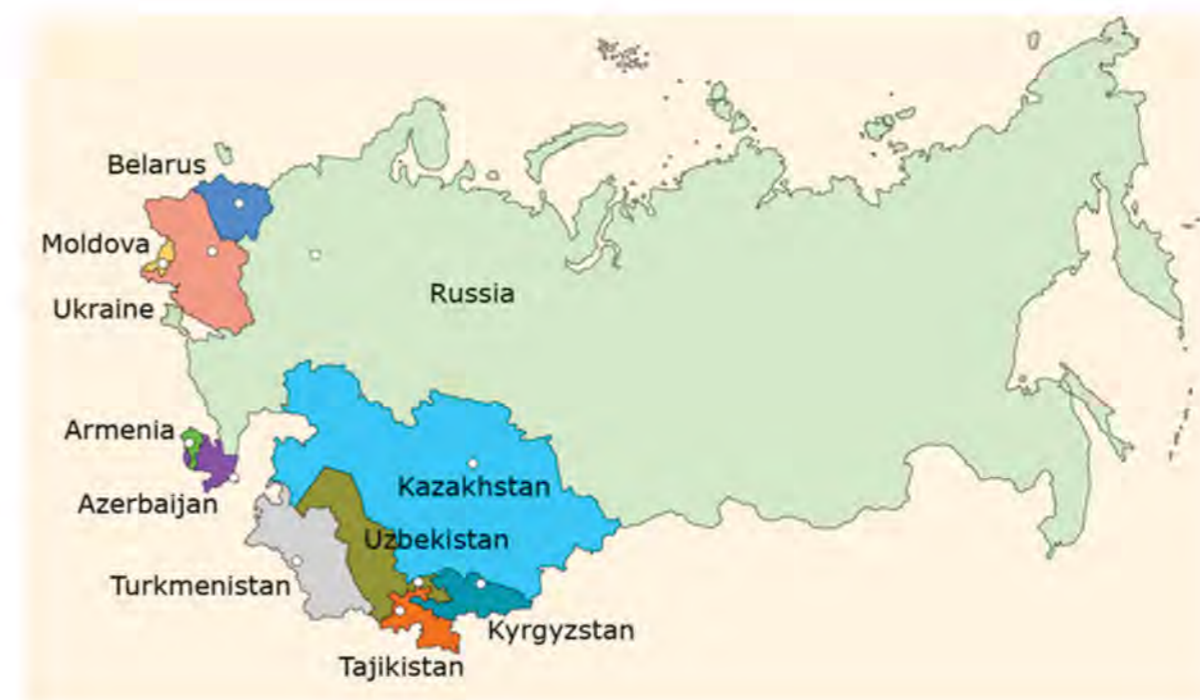 Belarus
Moldova
Ukraine
Russia
Armenia
Azerbaijan
Kazakhstan
Uzbekistan
Turkmenistan
Kyrgyzstan
Tajikistan